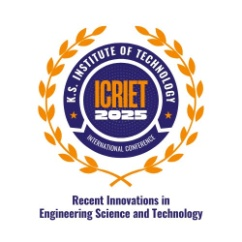 K.S. INSTITUTE OF TECHNOLOGY
ICRIET
2025
INTERNATIONAL CONFERENCE
Recent Innovations in
Engineering Science and Technology